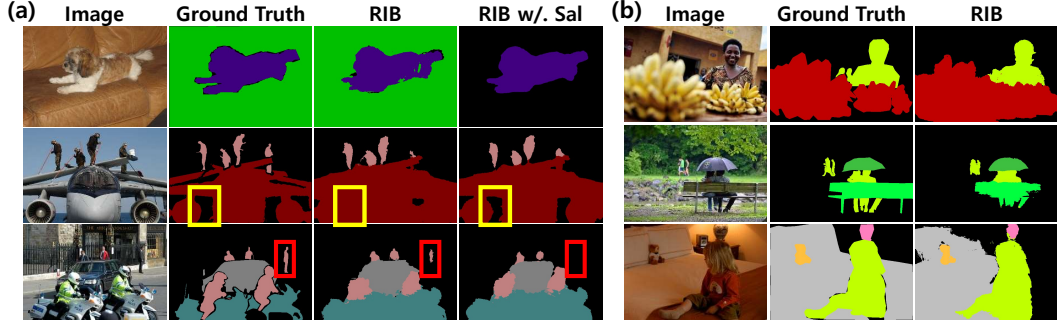 (a) Image Ground Truth RIB RIB w/. Sal
(b) Image Ground Truth RIB